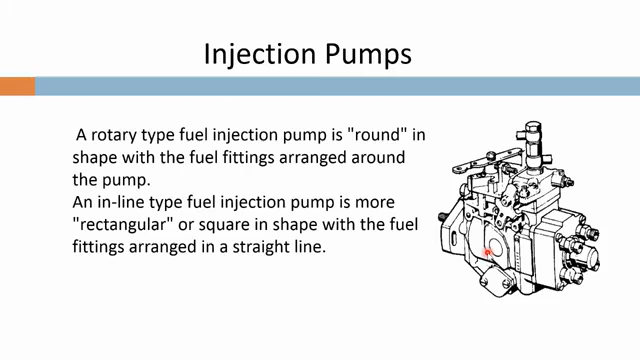 Injection Pumps
A rotary type fuel injection pump is "round" in
shape with the fuel fittings arranged around
the pump.
An in-line type fuel injection pump is more
"rectangular" or square in shape with the fuel
fittings arranged in a straight line.